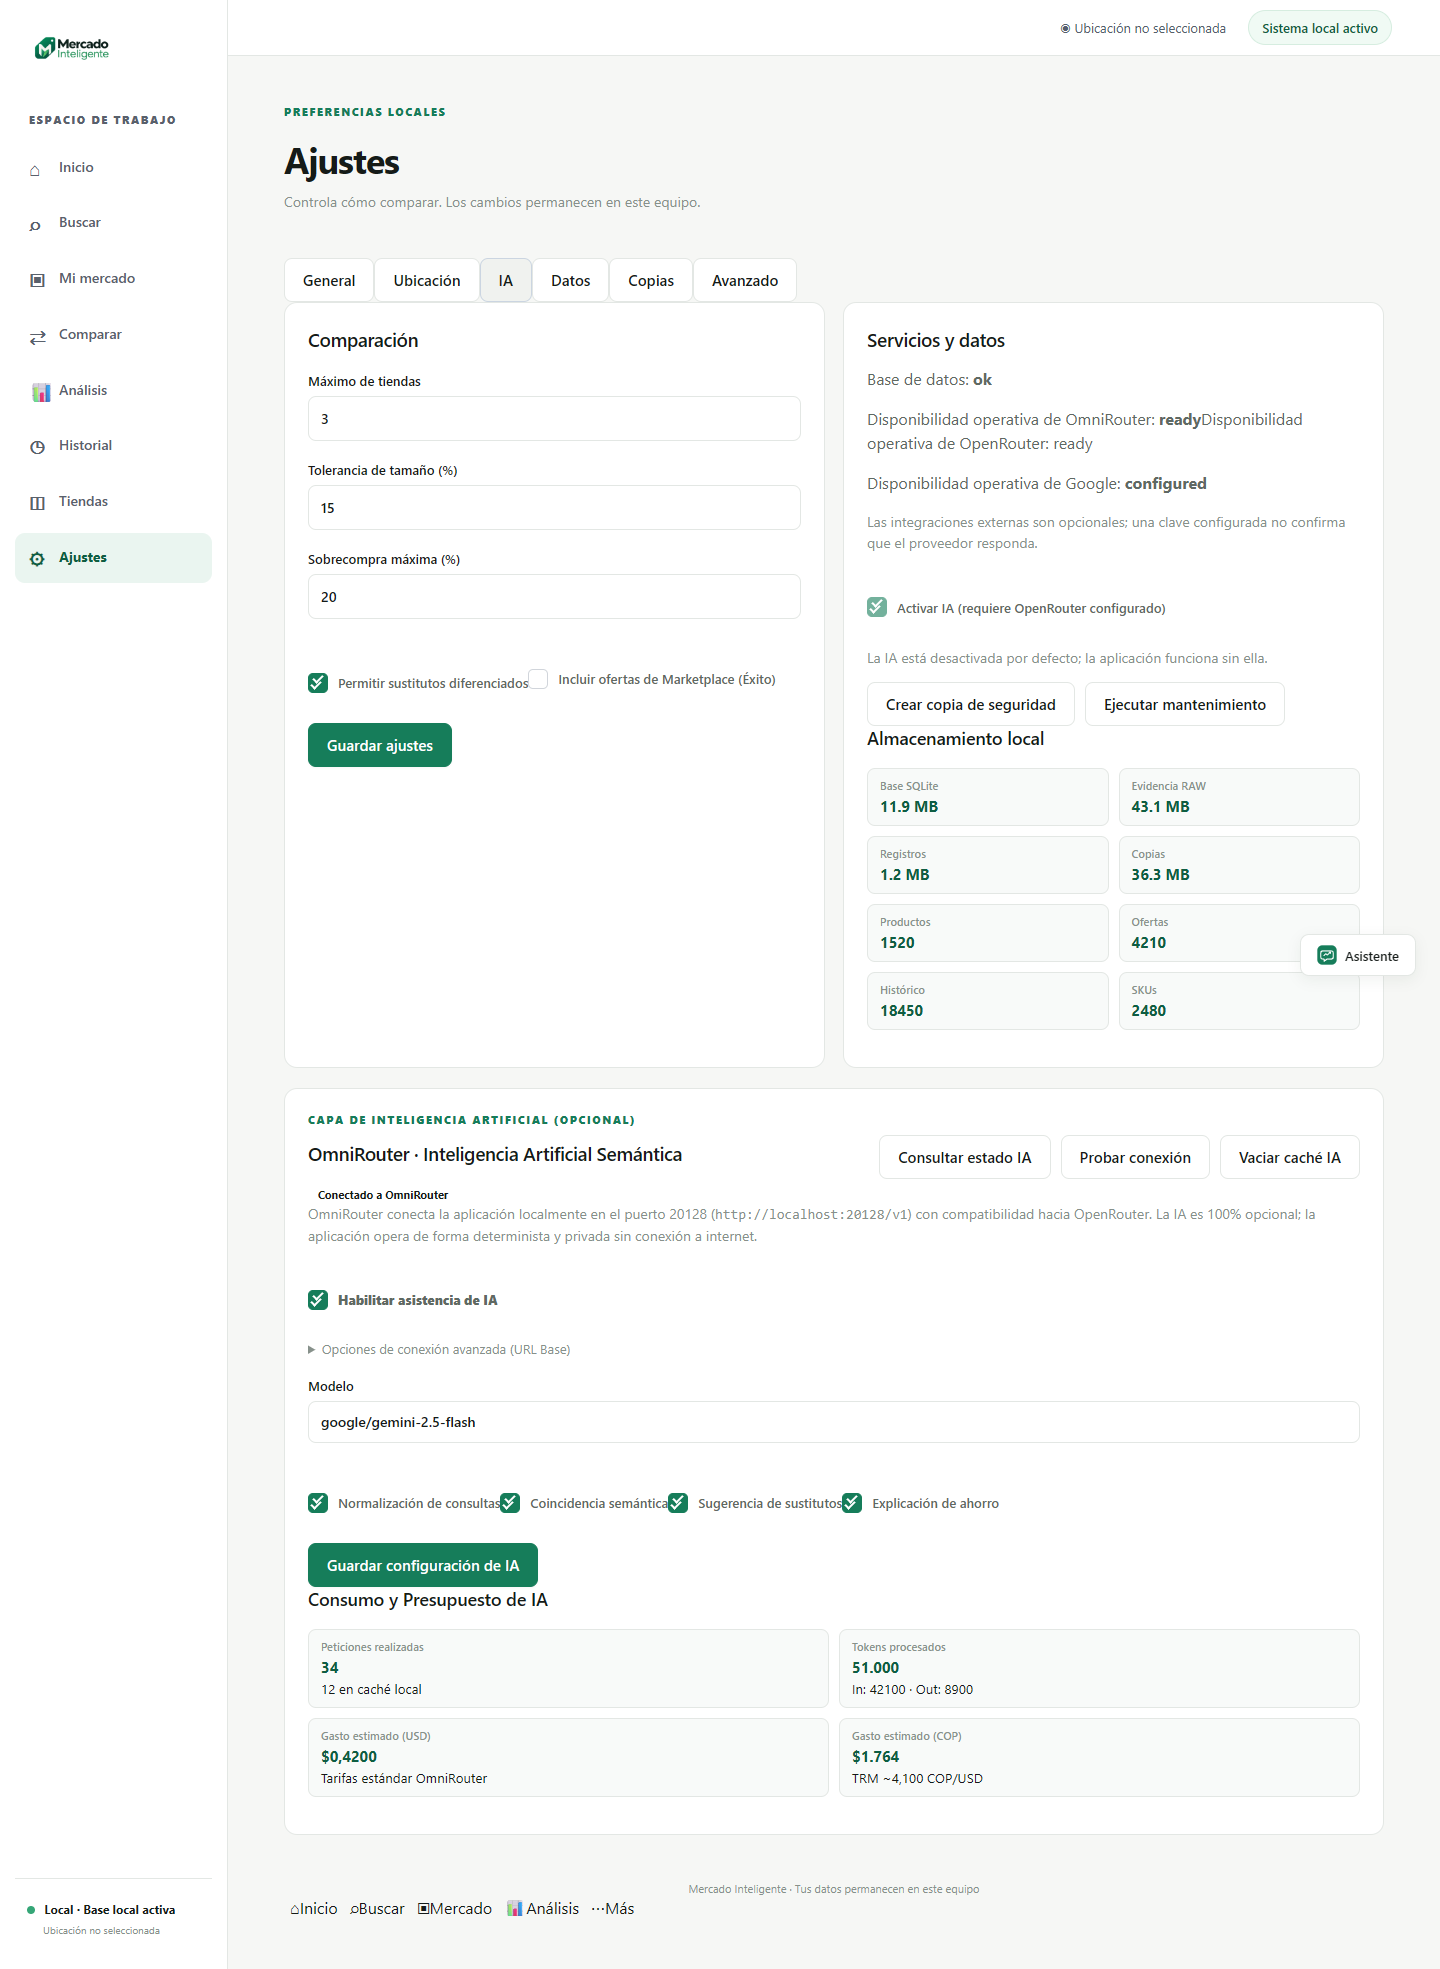 Mercado
Inteligente
Ubicación no seleccionada
Sistema local activo
ESPACIO DE TRABAJO
Inicio
Buscar
Mi mercado
Comparar
Análisis
Historial
Tiendas
Ajustes
PREFERENCIAS LOCALES
Ajustes
Controla cómo comparar. Los cambios permanecen en este equipo.
General
Ubicación
IA
Datos
Copias
Avanzado
Comparación
Máximo de tiendas
3
Tolerancia de tamaño (%)
15
Sobrecompra máxima (%)
20
Permitir sustitutos diferenciados
Incluir ofertas de Marketplace (Éxito)
Guardar ajustes
Servicios y datos
Base de datos: ok
Disponibilidad operativa de OmniRouter: readyDisponibilidad
operativa de OpenRouter: ready
Disponibilidad operativa de Google: configured
Las integraciones externas son opcionales; una clave configurada no confirma
que el proveedor responda.
Activar IA (requiere OpenRouter configurado)
La IA está desactivada por defecto; la aplicación funciona sin ella.
Crear copia de seguridad
Ejecutar mantenimiento
Almacenamiento local
Base SQLite
11.9 MB
Evidencia RAW
43.1 MB
Registros
1.2 MB
Copias
36.3 MB
Productos
1520
Ofertas
4210
Histórico
18450
SKUs
2480
Asistente
CAPA DE INTELIGENCIA ARTIFICIAL (OPCIONAL)
OmniRouter · Inteligencia Artificial Semántica
Consultar estado IA
Probar conexión
Vaciar caché IA
Conectado a OmniRouter
OmniRouter conecta la aplicación localmente en el puerto 20128 (http://localhost:20128/v1) con compatibilidad hacia OpenRouter. La IA es 100% opcional; la
aplicación opera de forma determinista y privada sin conexión a internet.
Habilitar asistencia de IA
Opciones de conexión avanzada (URL Base)
Modelo
google/gemini-2.5-flash
Normalización de consultas
Coincidencia semántica
Sugerencia de sustitutos
Explicación de ahorro
Guardar configuración de IA
Consumo y Presupuesto de IA
Peticiones realizadas
34
12 en caché local
Tokens procesados
51.000
In: 42100 · Out: 8900
Gasto estimado (USD)
$0,4200
Tarifas estándar OmniRouter
Gasto estimado (COP)
$1.764
TRM ~4,100 COP/USD
Mercado Inteligente · Tus datos permanecen en este equipo
Inicio Buscar Mercado Análisis ···Más
Local · Base local activa
Ubicación no seleccionada